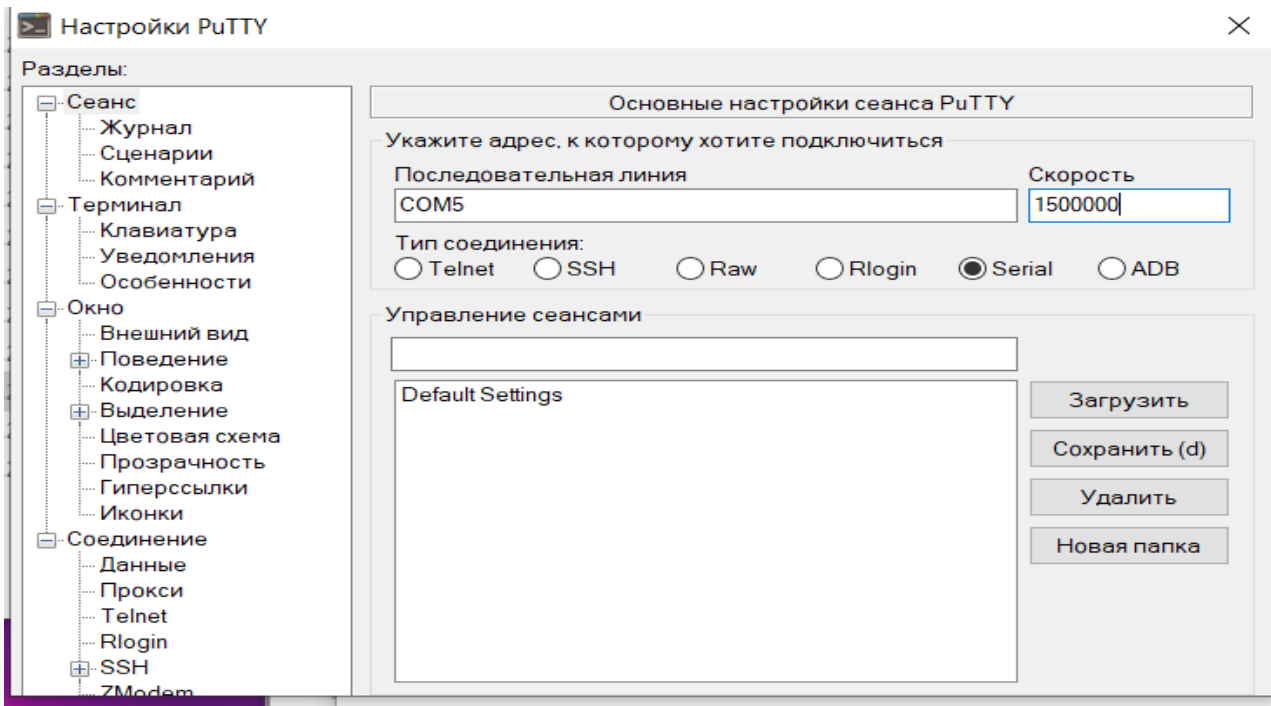 Настройки PuTTY
Разделы:
Сеанс
Журнал
Сценарии
Комментарий
Терминал
Клавиатура
Уведомления
Особенности
Окно
Внешний вид
Поведение
Кодировка
Выделение
Цветовая схема
Прозрачность
Гиперссылки
Иконки
Соединение
Данные
Прокси
Telnet
Rlogin
SSH
ZModem
Основные настройки сеанса PuTTY
Укажите адрес, к которому хотите подключиться
Последовательная линия Скорость
COM5 1500000
Тип соединения:
Telnet SSH Raw Rlogin Serial ADB
Управление сеансами
Default Settings
Загрузить
Сохранить (d)
Удалить
Новая папка